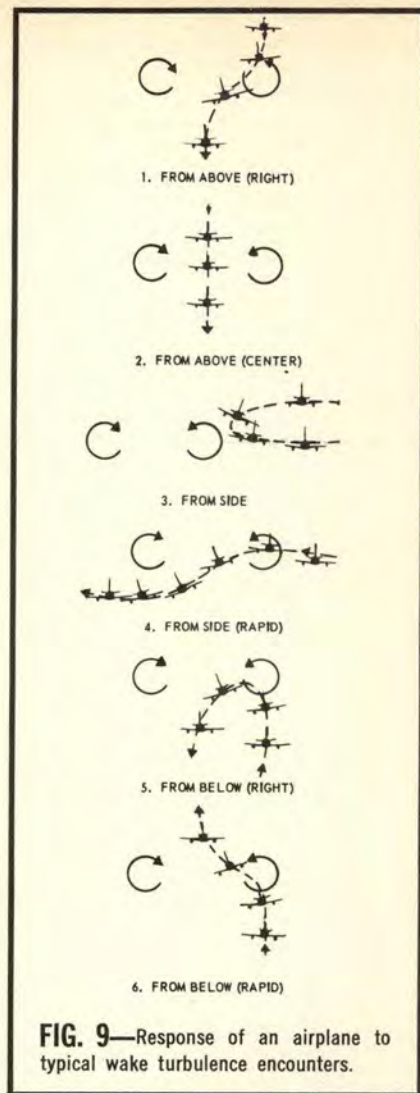 1. FROM ABOVE (RIGHT)
2. FROM ABOVE (CENTER)
3. FROM SIDE
4. FROM SIDE (RAPID)
5. FROM BELOW (RIGHT)
6. FROM BELOW (RAPID)
FIG. 9—Response of an airplane to
typical wake turbulence encounters.